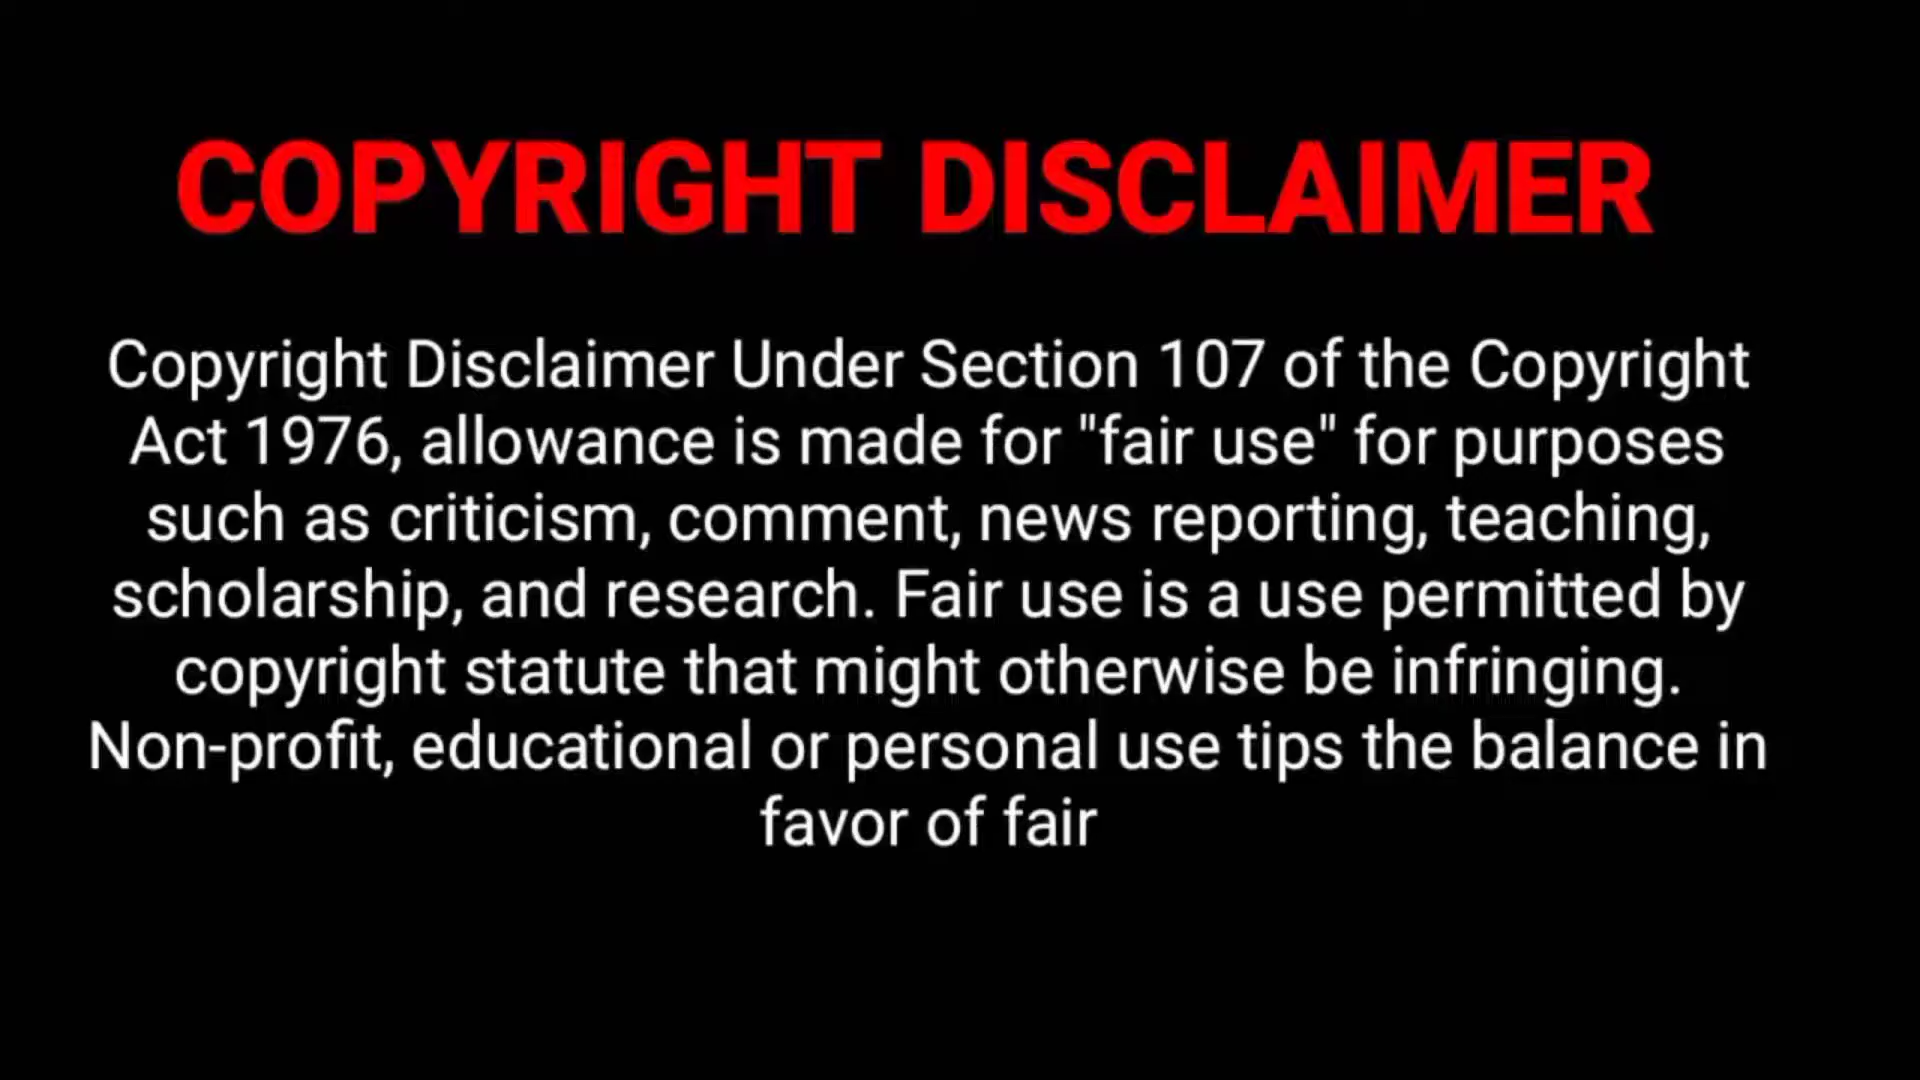 COPYRIGHT DISCLAIMER
Copyright Disclaimer Under Section 107 of the Copyright
Act 1976, allowance is made for "fair use" for purposes
such as criticism, comment, news reporting, teaching,
scholarship, and research. Fair use is a use permitted by
copyright statute that might otherwise be infringing.
Non-profit, educational or personal use tips the balance in
favor of fair